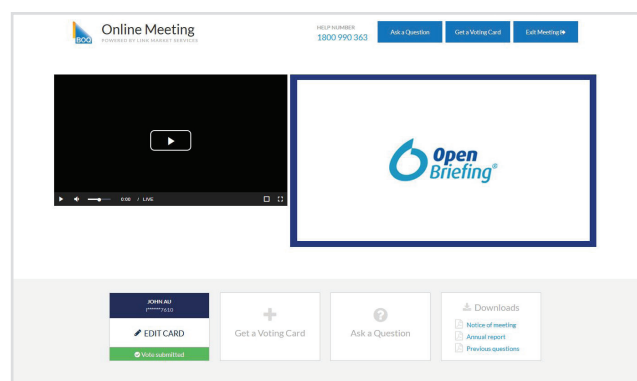 BOQ
Online Meeting
POWERED BY LINK MARKET SERVICES
HELP NUMBER
1800 990 363
Ask a Question
Get a Voting Card
Exit Meeting
Open
Briefing®
0:00 / LIVE
JOHN AU
I******7610
EDIT CARD
Vote submitted
Get a Voting Card
Ask a Question
Downloads
Notice of meeting
Annual report
Previous questions